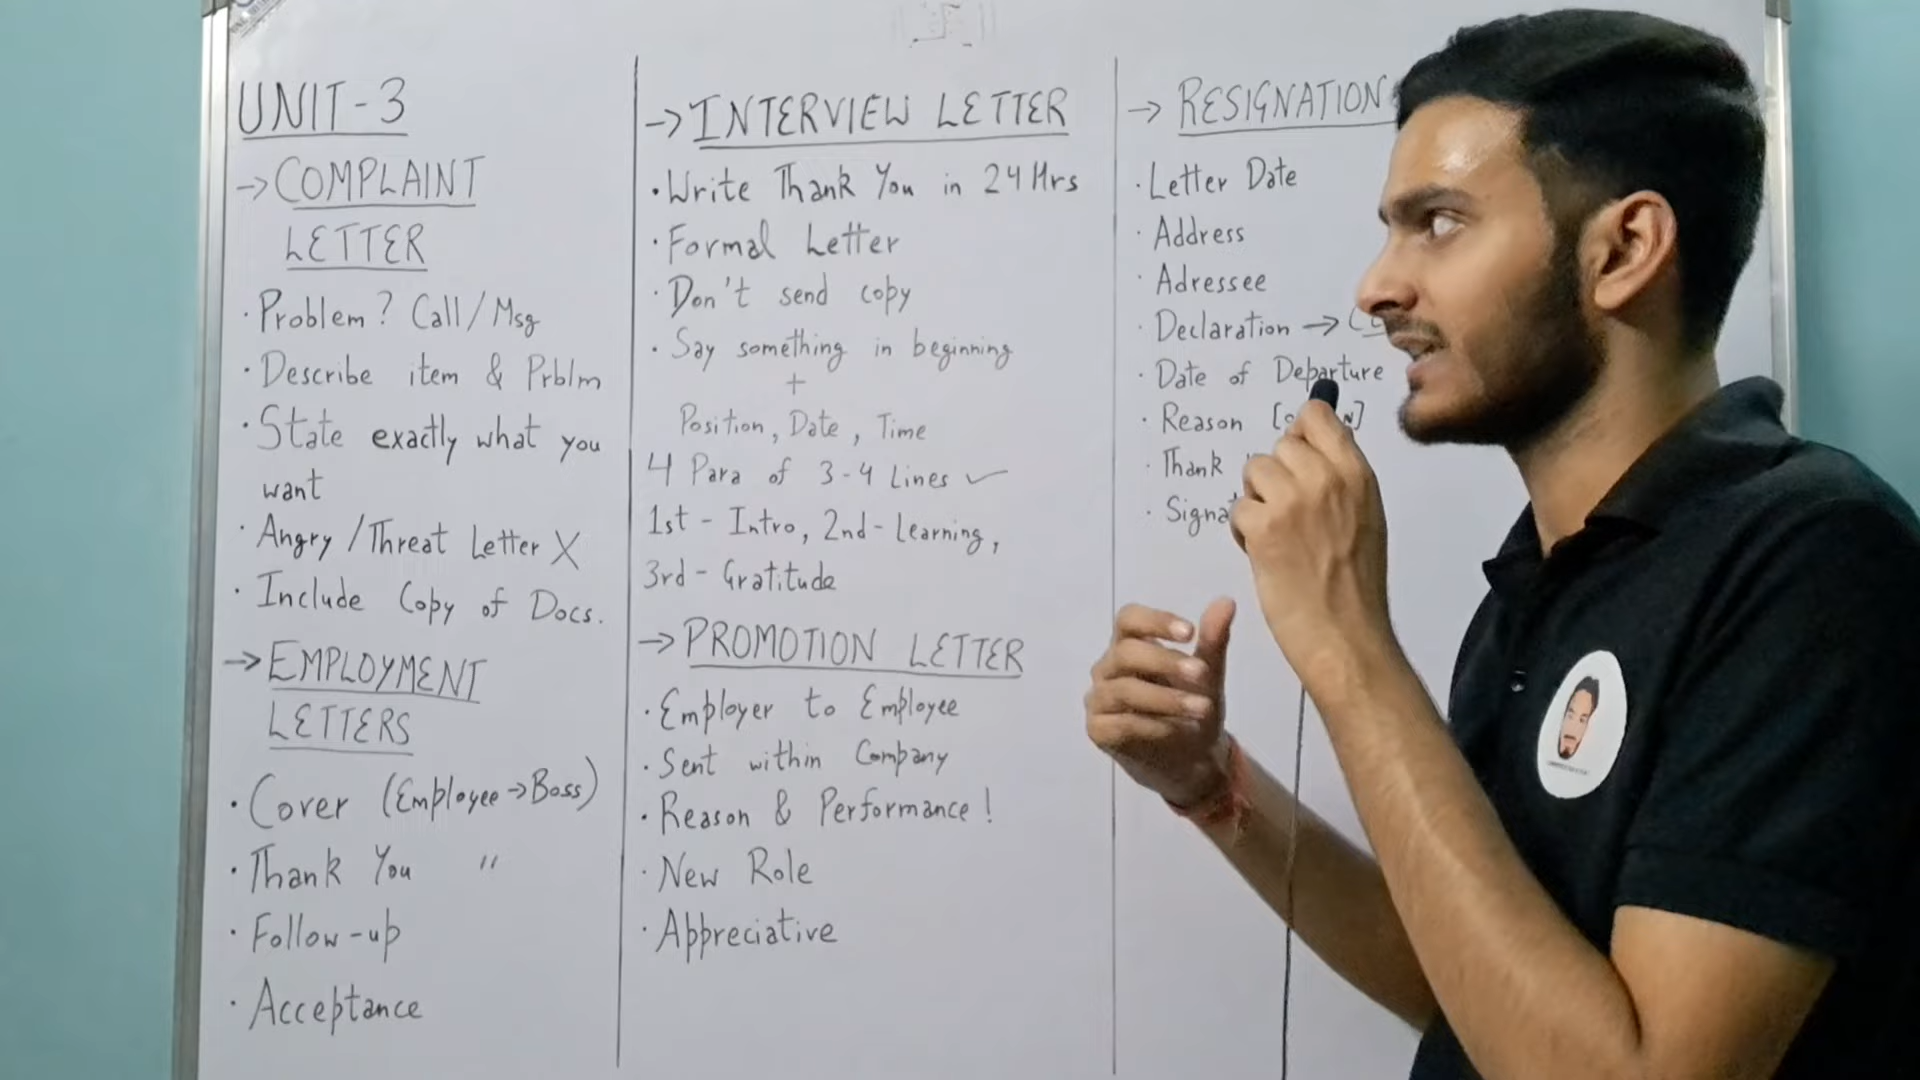 UNIT-3
→ COMPLAINT
LETTER
· Problem? Call/Msg
· Describe item & Prblm
· State exactly what you
want
· Angry/Threat Letter X
· Include Copy of Docs.
→ EMPLOYMENT
LETTERS
· Cover (Employee→Boss)
· Thank You "
· Follow-up
· Acceptance
→ INTERVIEW LETTER
· Write Thank You in 24 Hrs
· Formal Letter
· Don't send copy
· Say something in beginning
+
Position, Date, Time
4 Para of 3-4 Lines ✓
1st - Intro, 2nd - Learning,
3rd - Gratitude
→ PROMOTION LETTER
· Employer to Employee
· Sent within Company
· Reason & Performance!
· New Role
· Appreciative
→ RESIGNATION
· Letter Date
· Address
· Adressee
· Declaration →
· Date of Departure
· Reason
· Thank